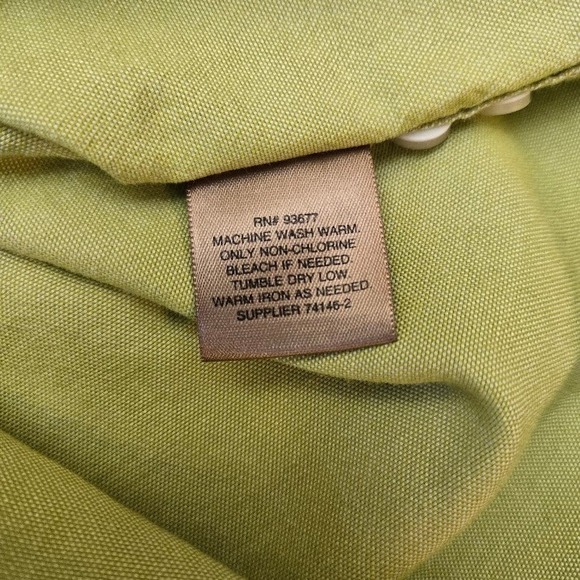 RN# 93677
MACHINE WASH WARM.
ONLY NON-CHLORINE
BLEACH IF NEEDED.
TUMBLE DRY LOW.
WARM IRON AS NEEDED.
SUPPLIER 74146-2